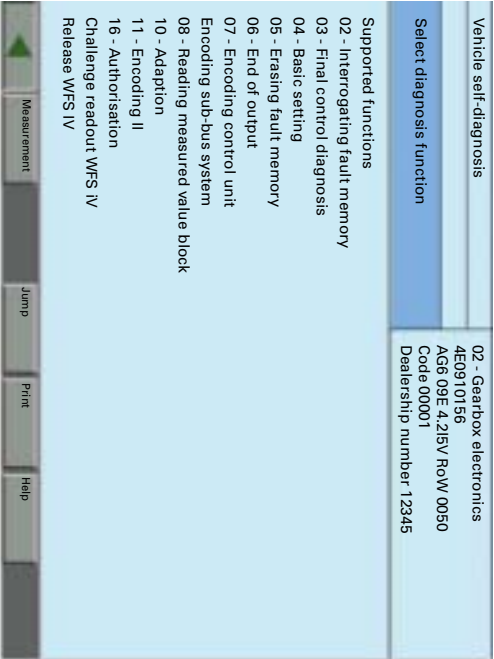 Vehicle self-diagnosis
Select diagnosis function
02 - Gearbox electronics
4E0910156
AG6 09E 4.2l5V RoW 0050
Code 00001
Dealership number 12345
Supported functions
02 - Interrogating fault memory
03 - Final control diagnosis
04 - Basic setting
05 - Erasing fault memory
06 - End of output
07 - Encoding control unit
Encoding sub-bus system
08 - Reading measured value block
10 - Adaption
11 - Encoding II
16 - Authorisation
Challenge readout WFS iV
Release WFS IV
Measurement
Jump
Print
Help